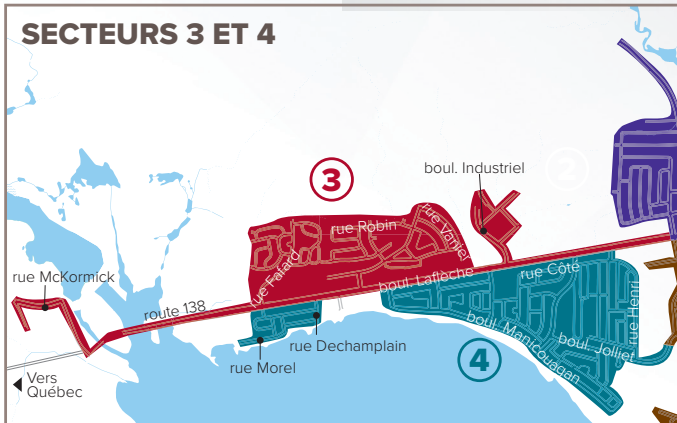 SECTEURS 3 ET 4
2
boul. Industriel
3
rue Robin
rue Vanier
rue Falard
boul. Laflèche
rue Côté
rue McKormick
route 138
rue Henri
boul. Manicouagan
boul. Jolliet
rue Dechamplain
rue Morel
4
Vers
Québec